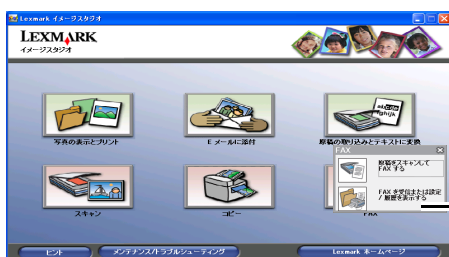 Lexmark イメージスタジオ
LEXMARK
イメージスタジオ
写真の表示とプリント
E メールに添付
原稿の取り込みとテキストに変換
FAX
原稿をスキャンして
FAX する
FAX を受信または設定
/ 履歴を表示する
スキャン
コピー
FAX
ヒント
メンテナンス/トラブルシューティング
Lexmark ホームページ